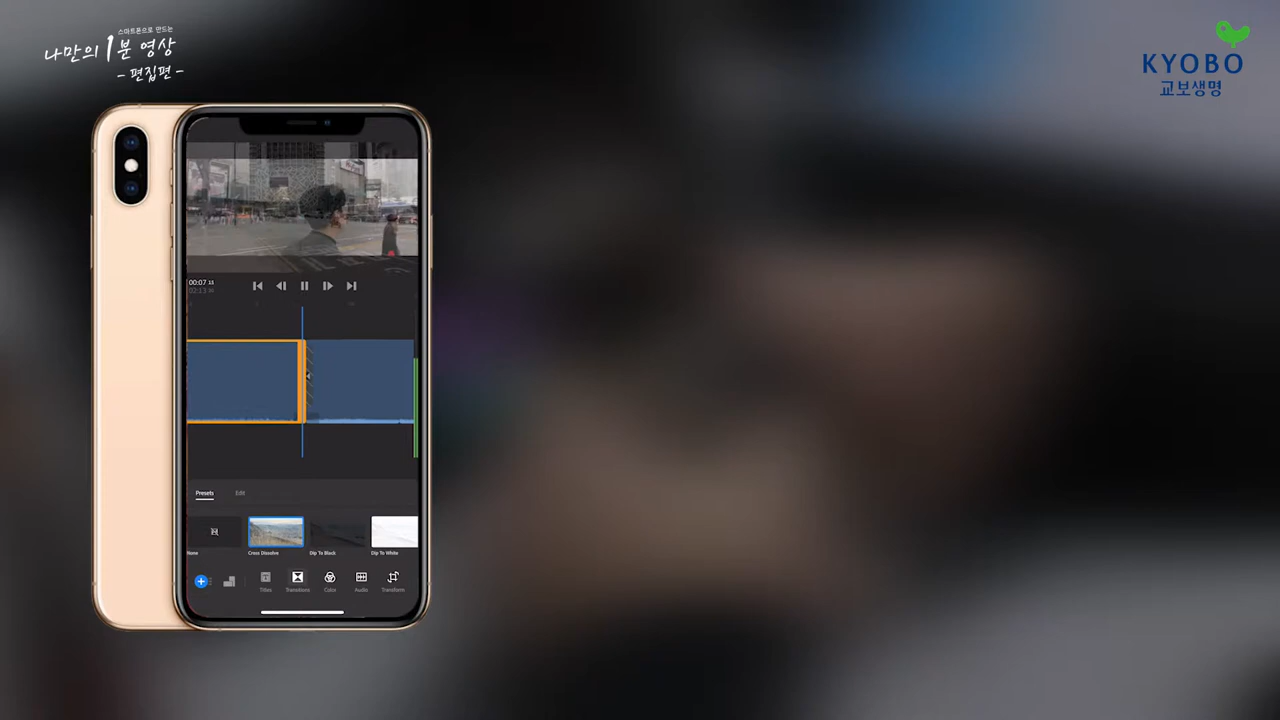 스마트폰으로 만드는
나만의 1분 영상
- 편집편 -
KYOBO
교보생명
00:07 11
Presets Edit
None Cross Dissolve Dip To Black Dip To White
Titles Transitions Color Audio Transform